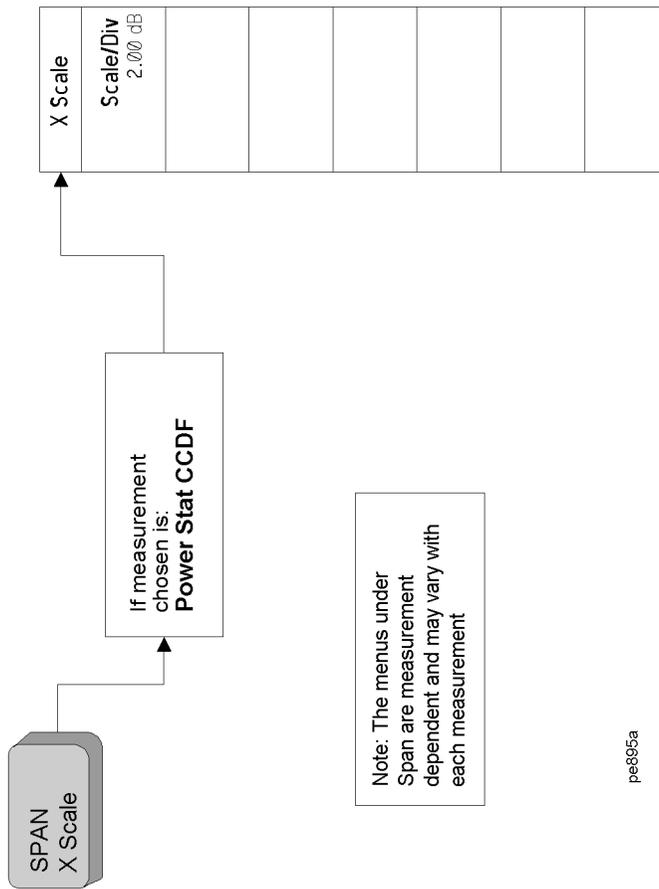 SPAN
X Scale
If measurement
chosen is:
Power Stat CCDF
X Scale
Scale/Div
2.00 dB
Note: The menus under
Span are measurement
dependent and may vary with
each measurement
pe895a